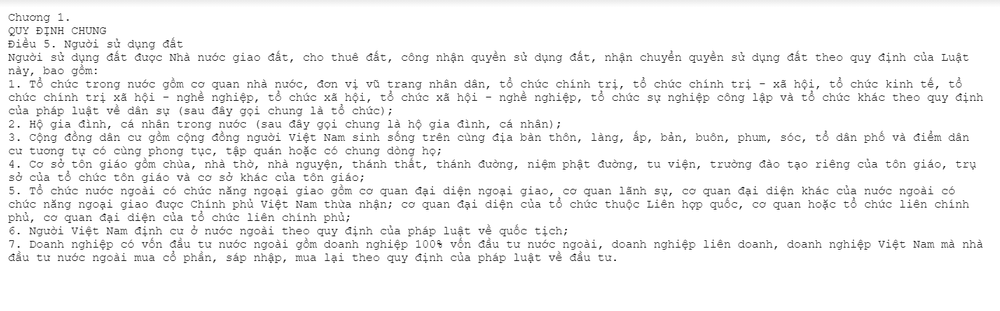 Chương 1.
QUY ĐỊNH CHUNG
Điều 5. Người sử dụng đất
Người sử dụng đất được Nhà nước giao đất, cho thuê đất, công nhận quyền sử dụng đất, nhận chuyển quyền sử dụng đất theo quy định của Luật
này, bao gồm:
1. Tổ chức trong nước gồm cơ quan nhà nước, đơn vị vũ trang nhân dân, tổ chức chính trị, tổ chức chính trị - xã hội, tổ chức kinh tế, tổ
chức chính trị xã hội - nghề nghiệp, tổ chức xã hội, tổ chức xã hội - nghề nghiệp, tổ chức sự nghiệp công lập và tổ chức khác theo quy định
của pháp luật về dân sự (sau đây gọi chung là tổ chức);
2. Hộ gia đình, cá nhân trong nước (sau đây gọi chung là hộ gia đình, cá nhân);
3. Cộng đồng dân cư gồm cộng đồng người Việt Nam sinh sống trên cùng địa bàn thôn, làng, ấp, bản, buôn, phum, sóc, tổ dân phố và điểm dân
cư tương tự có cùng phong tục, tập quán hoặc có chung dòng họ;
4. Cơ sở tôn giáo gồm chùa, nhà thờ, nhà nguyện, thánh thất, thánh đường, niệm phật đường, tu viện, trường đào tạo riêng của tôn giáo, trụ
sở của tổ chức tôn giáo và cơ sở khác của tôn giáo;
5. Tổ chức nước ngoài có chức năng ngoại giao gồm cơ quan đại diện ngoại giao, cơ quan lãnh sự, cơ quan đại diện khác của nước ngoài có
chức năng ngoại giao được Chính phủ Việt Nam thừa nhận; cơ quan đại diện của tổ chức thuộc Liên hợp quốc, cơ quan hoặc tổ chức liên chính
phủ, cơ quan đại diện của tổ chức liên chính phủ;
6. Người Việt Nam định cư ở nước ngoài theo quy định của pháp luật về quốc tịch;
7. Doanh nghiệp có vốn đầu tư nước ngoài gồm doanh nghiệp 100% vốn đầu tư nước ngoài, doanh nghiệp liên doanh, doanh nghiệp Việt Nam mà nhà
đầu tư nước ngoài mua cổ phần, sáp nhập, mua lại theo quy định của pháp luật về đầu tư.